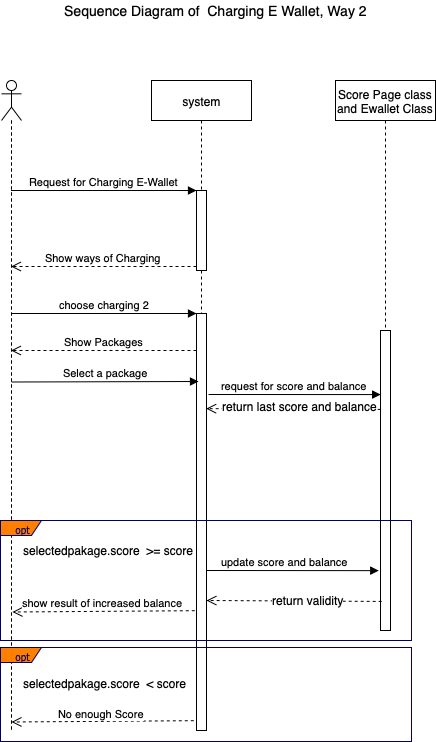 Sequence Diagram of  Charging E Wallet, Way 2
system
Score Page class
and Ewallet Class
Request for Charging E-Wallet
Show ways of Charging
choose charging 2
Show Packages
Select a package
request for score and balance
return last score and balance
opt
selectedpakage.score  >= score
update score and balance
return validity
show result of increased balance
opt
selectedpakage.score  < score
No enough Score